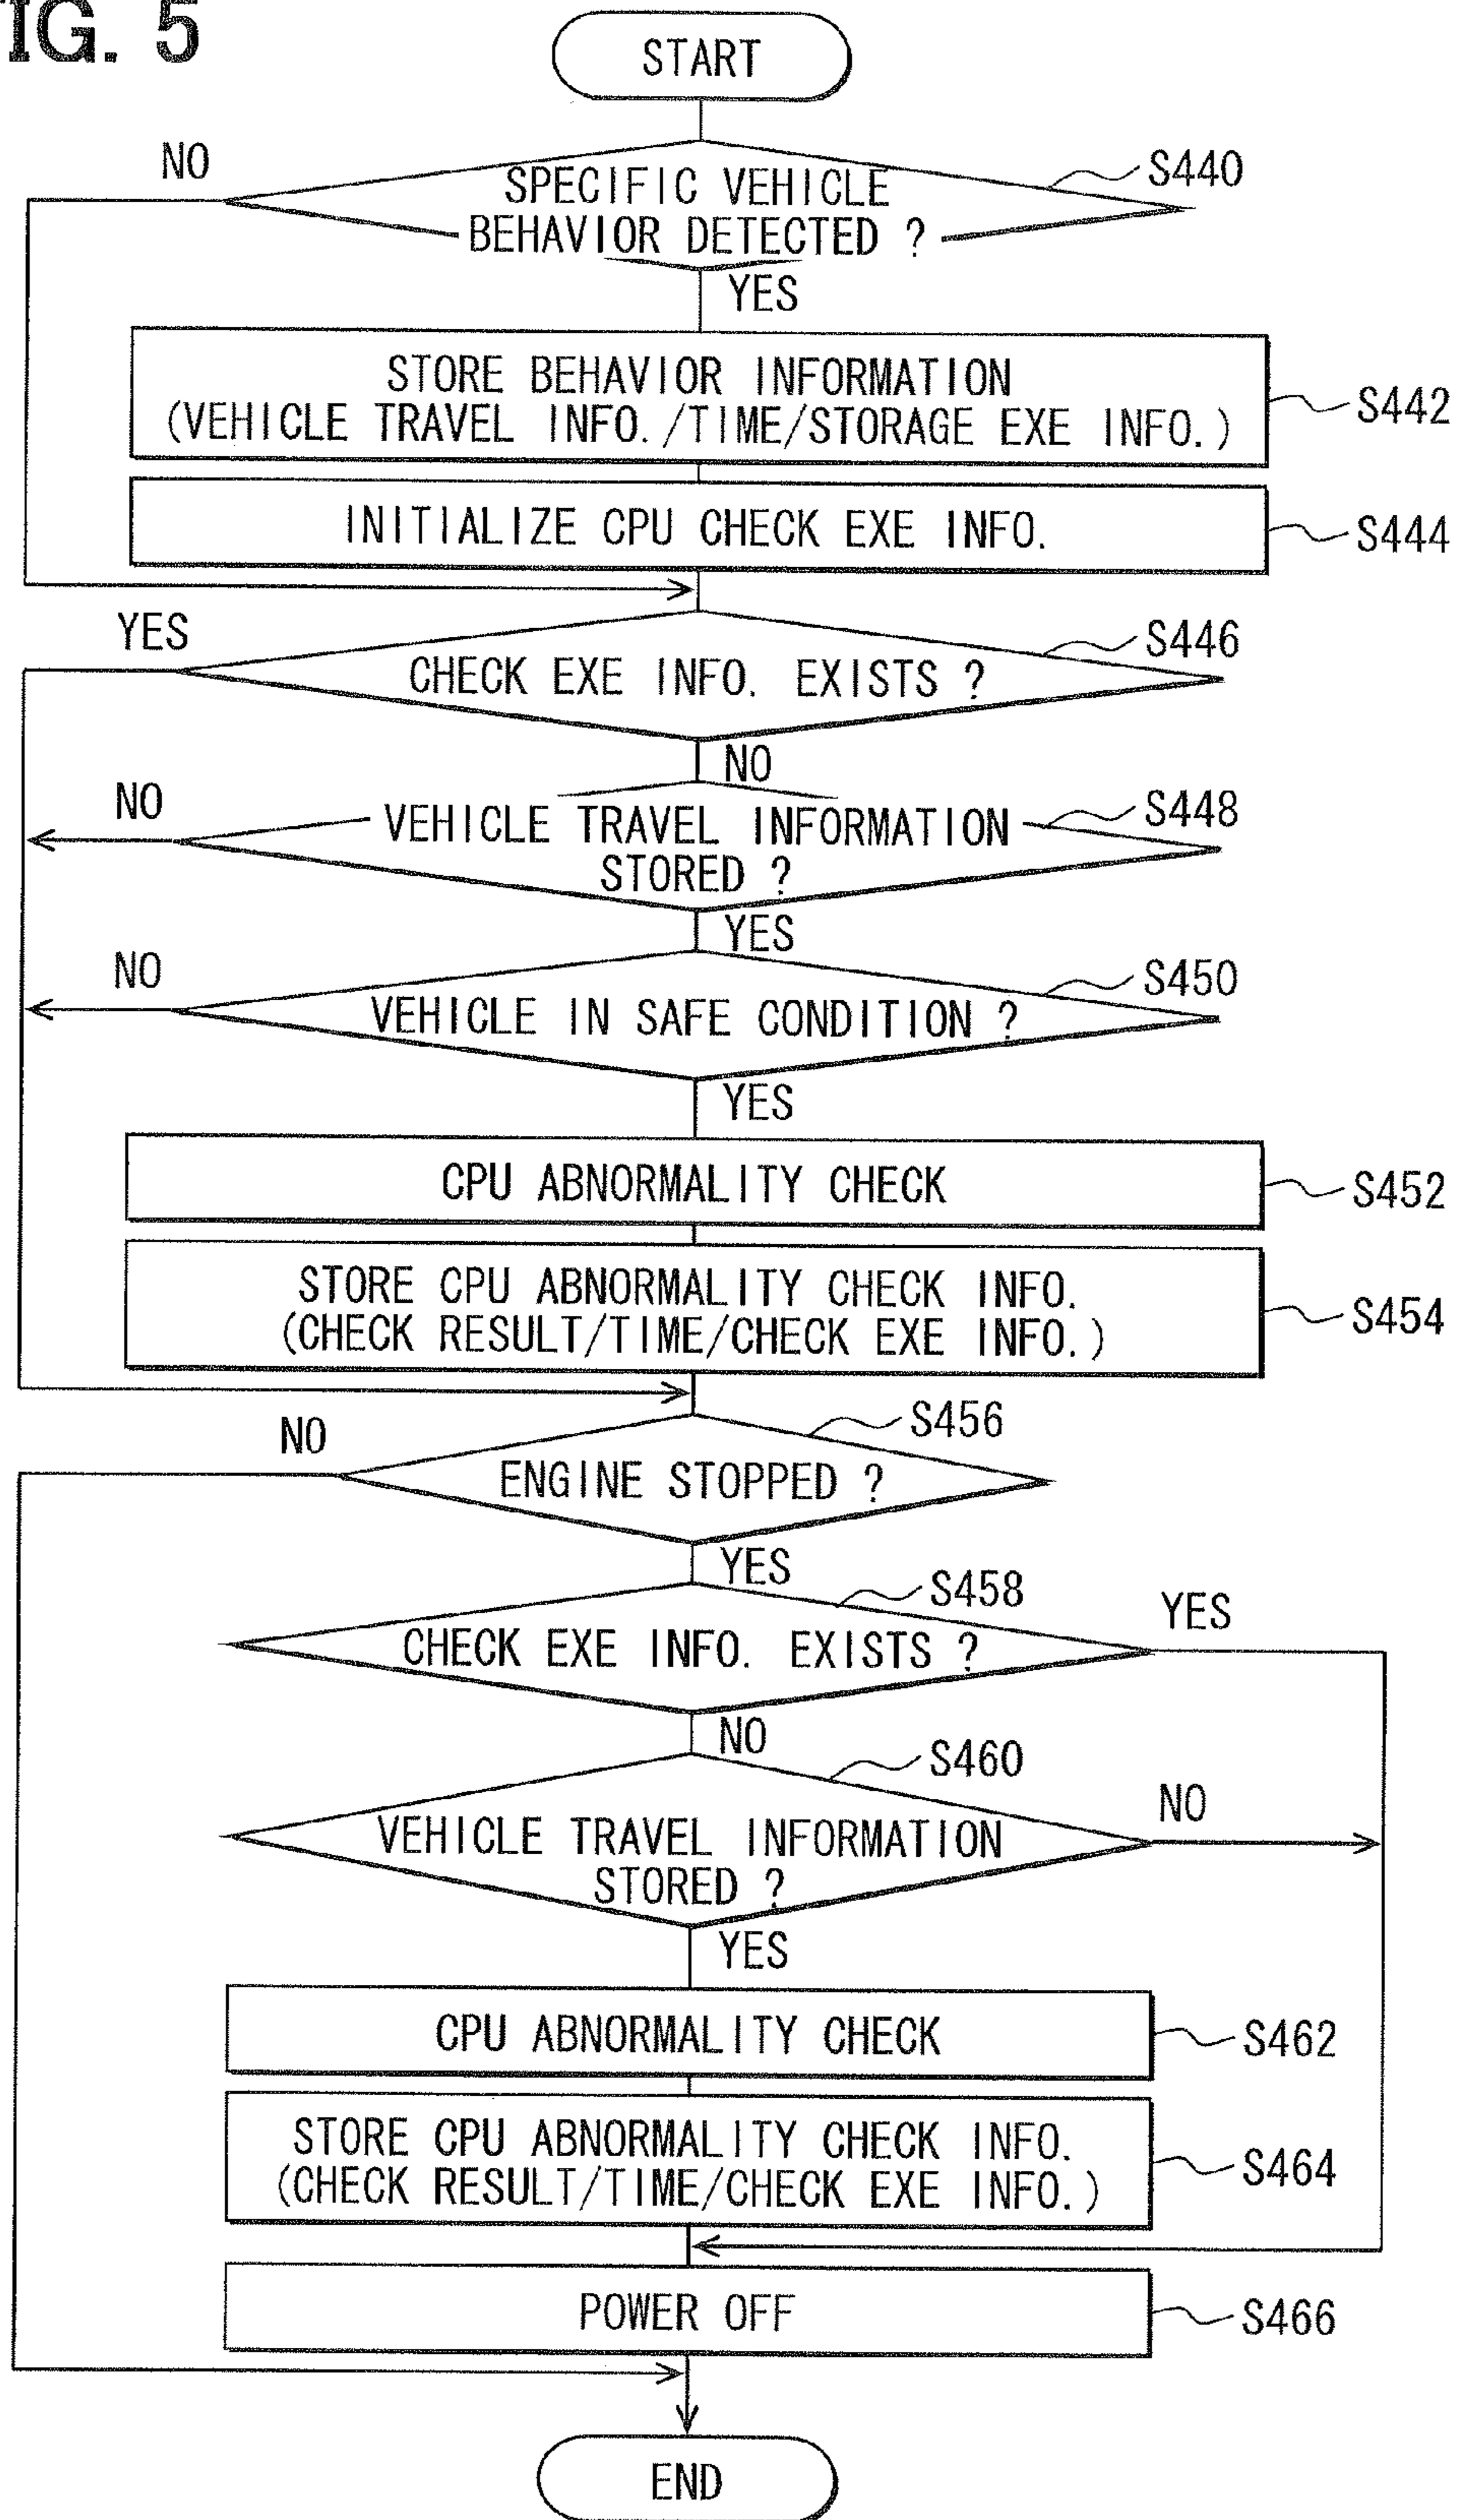 FIG. 5
START
NO
S440
SPECIFIC VEHICLE
BEHAVIOR DETECTED ?
YES
STORE BEHAVIOR INFORMATION
(VEHICLE TRAVEL INFO./TIME/STORAGE EXE INFO.)
S442
INITIALIZE CPU CHECK EXE INFO.
S444
YES
S446
CHECK EXE INFO. EXISTS ?
NO
NO
S448
VEHICLE TRAVEL INFORMATION
STORED ?
YES
NO
S450
VEHICLE IN SAFE CONDITION ?
YES
CPU ABNORMALITY CHECK
S452
STORE CPU ABNORMALITY CHECK INFO.
(CHECK RESULT/TIME/CHECK EXE INFO.)
S454
S456
NO
ENGINE STOPPED ?
YES
S458
YES
CHECK EXE INFO. EXISTS ?
NO
S460
NO
VEHICLE TRAVEL INFORMATION
STORED ?
YES
CPU ABNORMALITY CHECK
S462
STORE CPU ABNORMALITY CHECK INFO.
(CHECK RESULT/TIME/CHECK EXE INFO.)
S464
POWER OFF
S466
END